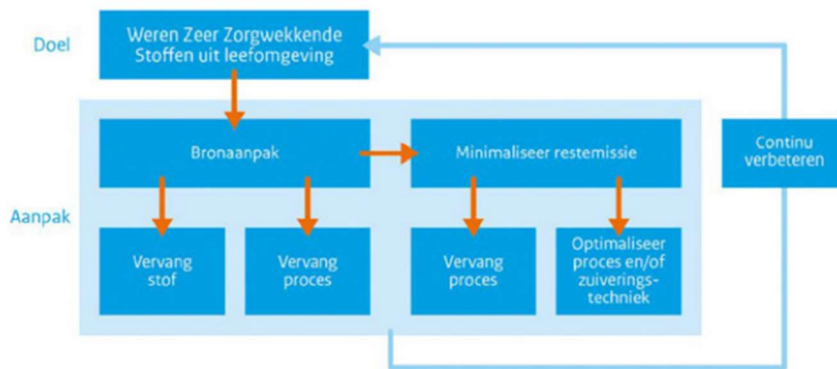 Doel
Weren Zeer Zorgwekkende
Stoffen uit leefomgeving
Bronaanpak
Minimaliseer restemissie
Continu
verbeteren
Aanpak
Vervang
stof
Vervang
proces
Vervang
proces
Optimaliseer
proces en/of
zuiverings-
techniek